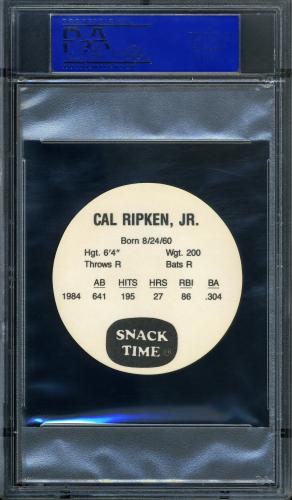 CAL RIPKEN, JR.
Born 8/24/60
Hgt. 6'4" Wgt. 200
Throws R Bats R
AB HITS HRS RBI BA
1984 641 195 27 86 .304
SNACK
TIME